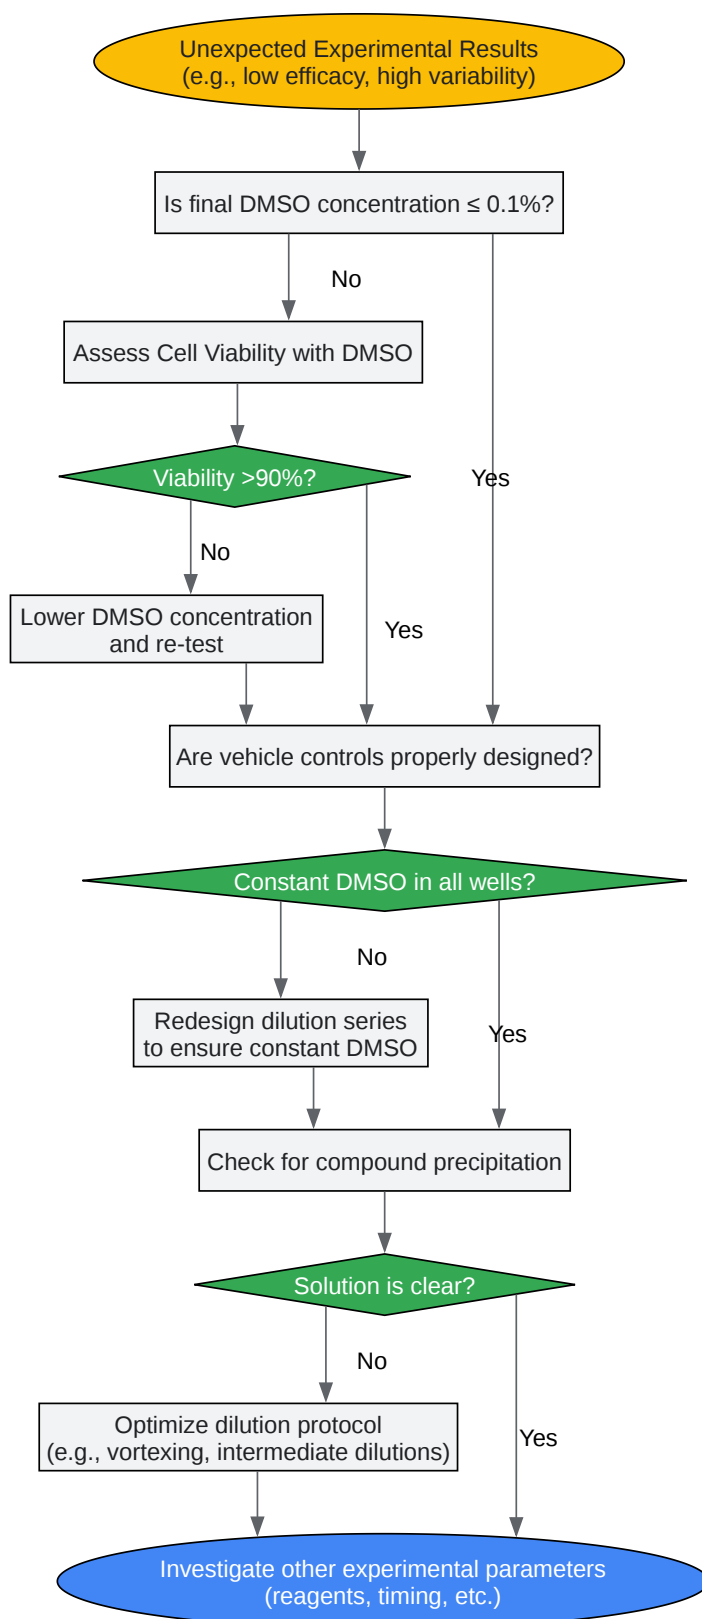 Unexpected Experimental Results
(e.g., low efficacy, high variability)
Is final DMSO concentration ≤ 0.1%?
No
Assess Cell Viability with DMSO
Viability >90%?
Yes
No
Lower DMSO concentration
and re-test
Yes
Are vehicle controls properly designed?
Constant DMSO in all wells?
No
Redesign dilution series
to ensure constant DMSO
Yes
Check for compound precipitation
Solution is clear?
No
Optimize dilution protocol
(e.g., vortexing, intermediate dilutions)
Yes
Investigate other experimental parameters
(reagents, timing, etc.)